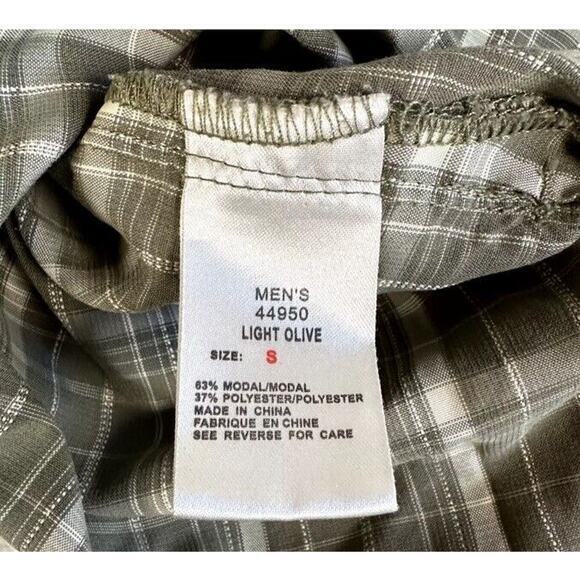 MEN'S
44950
LIGHT OLIVE
SIZE: S
63% MODAL/MODAL
37% POLYESTER/POLYESTER
MADE IN CHINA
FABRIQUE EN CHINE
SEE REVERSE FOR CARE